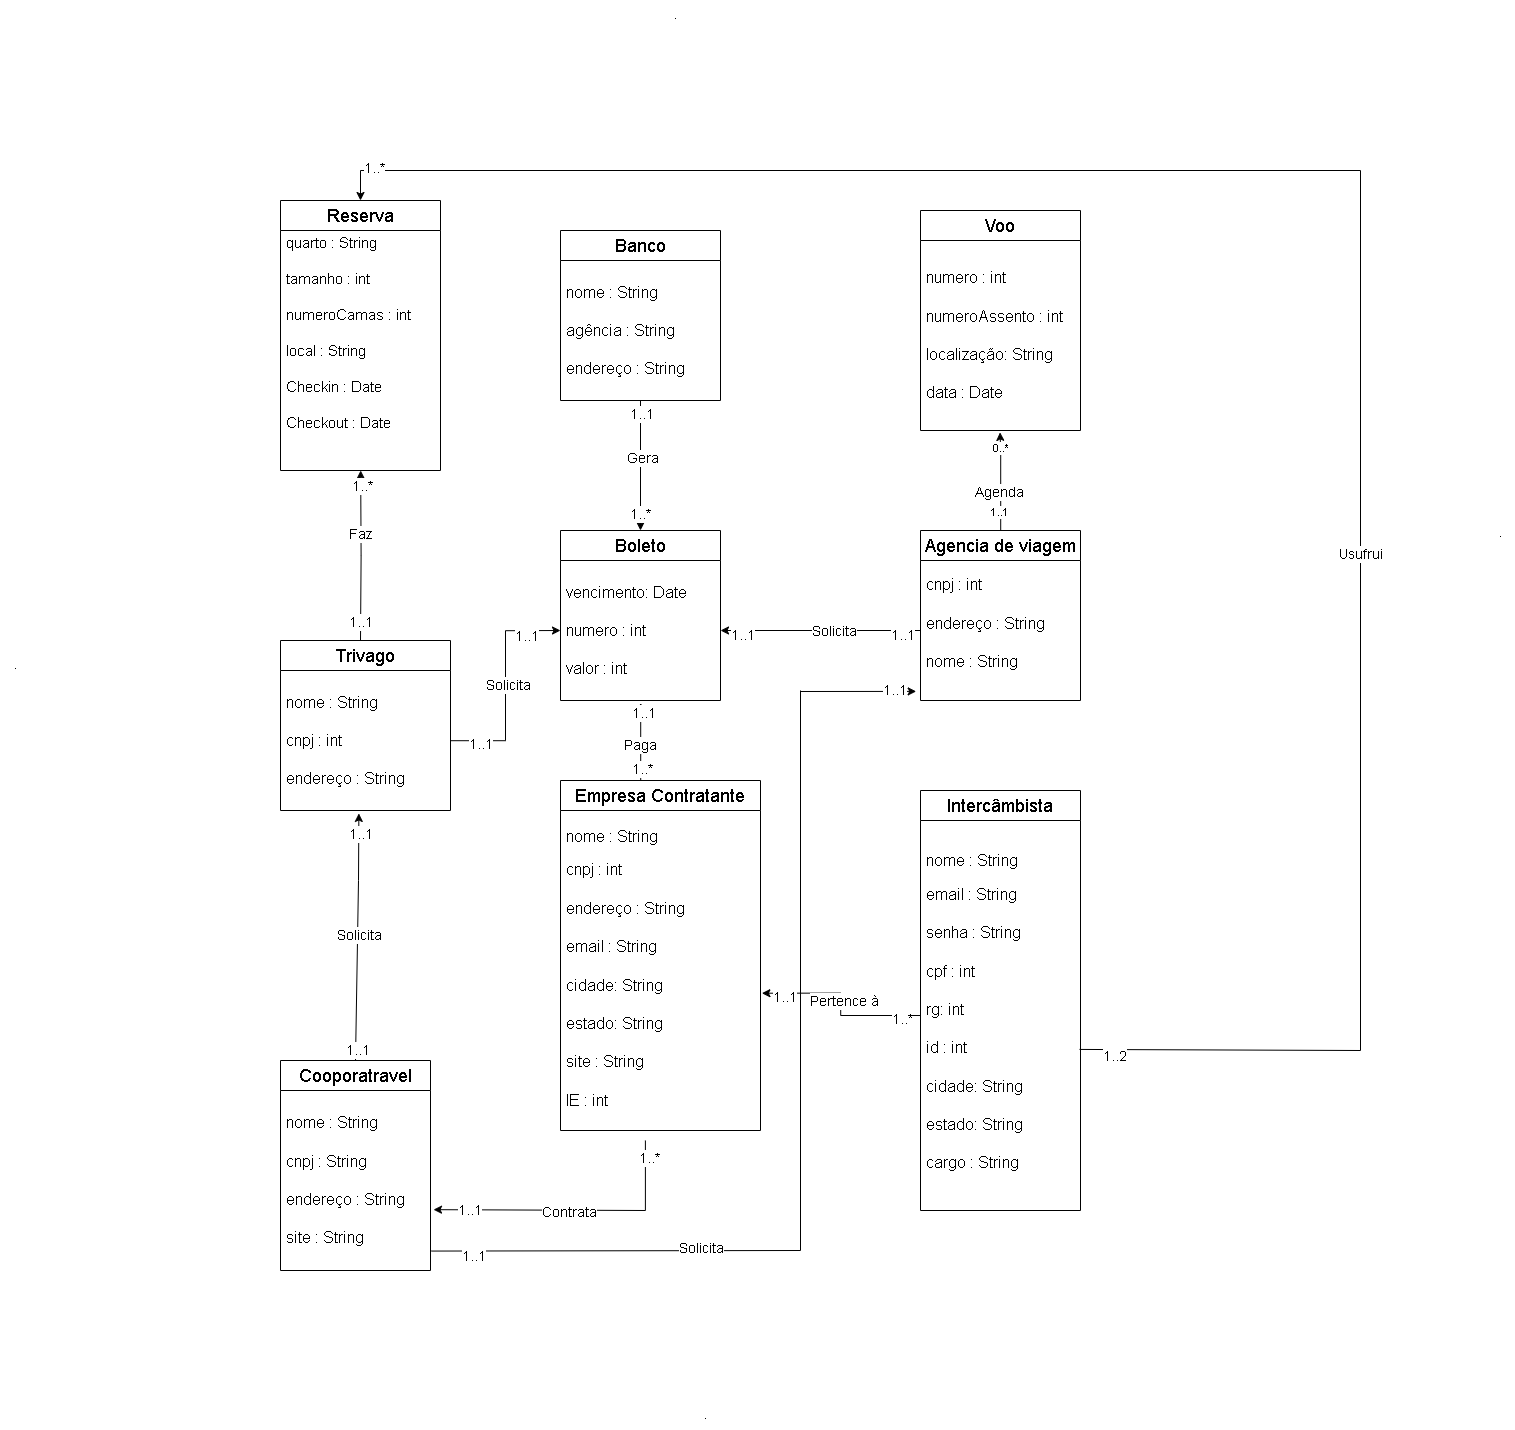 1..*
Reserva
quarto : String
tamanho : int
numeroCamas : int
local : String
Checkin : Date
Checkout : Date
Banco
nome : String
agência : String
endereço : String
Voo
numero : int
numeroAssento : int
localização: String
data : Date
1..1
Gera
1..*
0..*
Agenda
1..1
1..*
Faz
1..1
Usufrui
Boleto
vencimento: Date
numero : int
valor : int
Agencia de viagem
cnpj : int
endereço : String
nome : String
1..1
Solicita
1..1
1..1
Solicita
1..1
Trivago
nome : String
cnpj : int
endereço : String
1..1
1..1
Paga
1..*
Empresa Contratante
nome : String
cnpj : int
endereço : String
email : String
cidade: String
estado: String
site : String
IE : int
Intercâmbista
nome : String
email : String
senha : String
cpf : int
rg: int
id : int
cidade: String
estado: String
cargo : String
1..1
Solicita
1..1
1..1
Pertence à
1..*
1..2
Cooporatravel
nome : String
cnpj : String
endereço : String
site : String
1..*
1..1
Contrata
1..1
Solicita